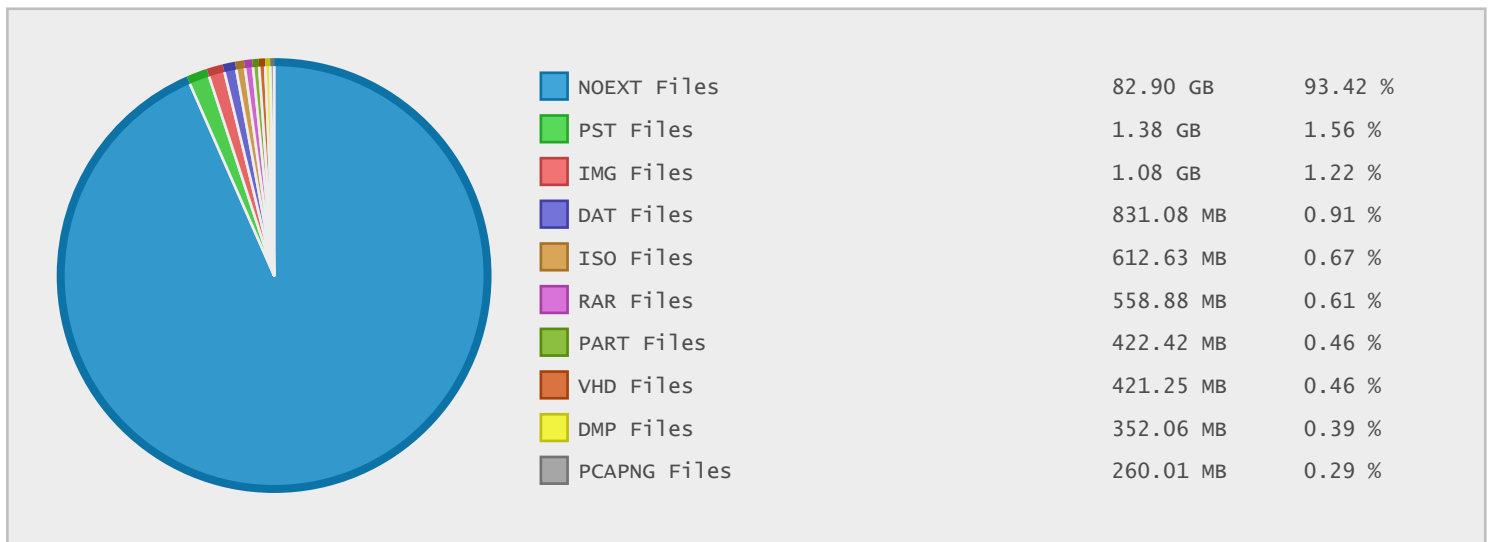 NOEXT Files 82.90 GB 93.42 %
PST Files 1.38 GB 1.56 %
IMG Files 1.08 GB 1.22 %
DAT Files 831.08 MB 0.91 %
ISO Files 612.63 MB 0.67 %
RAR Files 558.88 MB 0.61 %
PART Files 422.42 MB 0.46 %
VHD Files 421.25 MB 0.46 %
DMP Files 352.06 MB 0.39 %
PCAPNG Files 260.01 MB 0.29 %